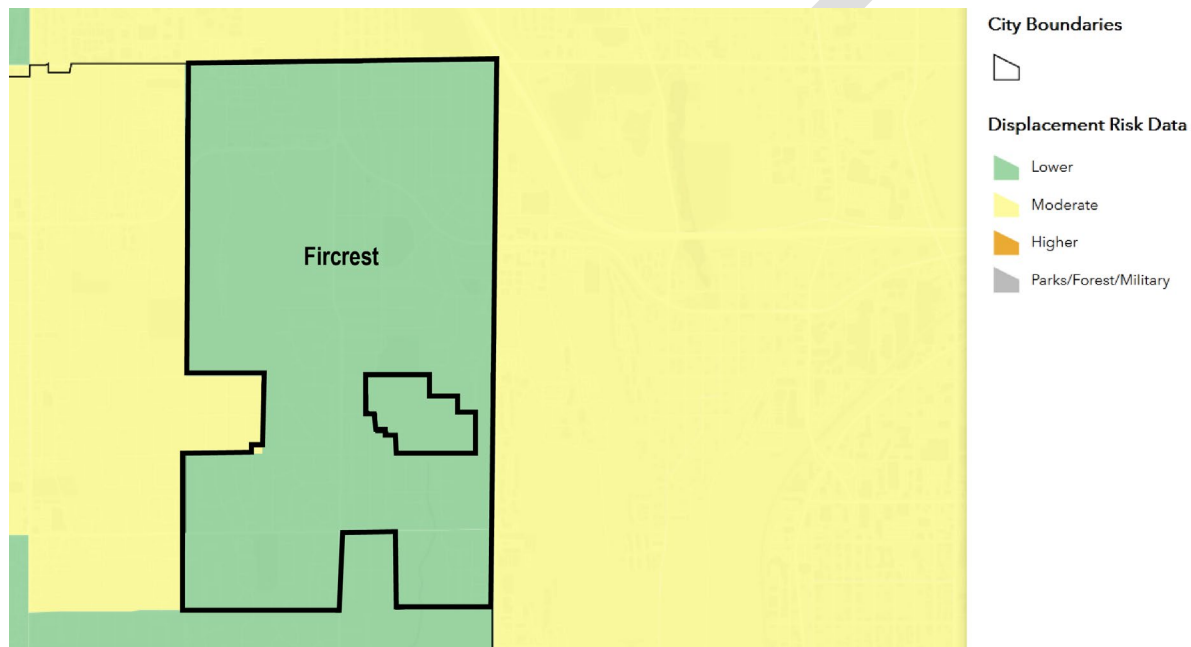 City Boundaries
Displacement Risk Data
Lower
Moderate
Higher
Parks/Forest/Military
Fircrest